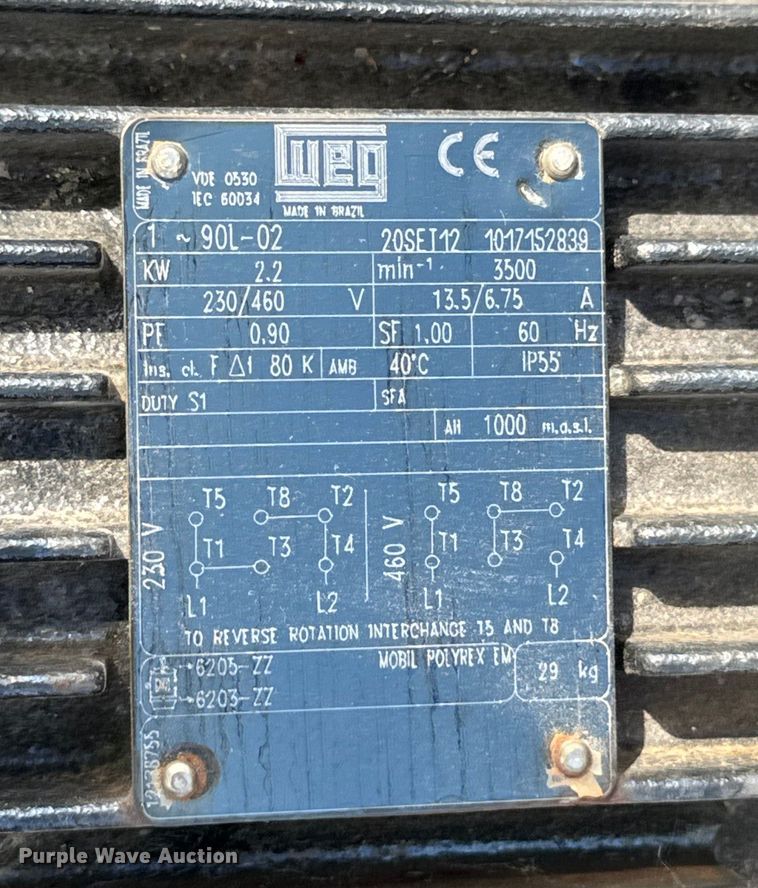 MADE IN BRAZIL
VDE 0530
IEC 60034
WEG
MADE IN BRAZIL
CE
1 ~ 90L-02 20SET12 1017152839
KW 2.2 min⁻¹ 3500
230/460 V 13.5/6.75 A
PF 0.90 SF 1.00 60 Hz
Ins. cl. F Δt 80 K AMB 40°C IP55
DUTY S1 SFA
Alt 1000 m.a.s.l.
230 V
T5 T8 T2
T1 T3 T4
L1 L2
460 V
T5 T8 T2
T1 T3 T4
L1 L2
TO REVERSE ROTATION INTERCHANGE T5 AND T8
6205-ZZ MOBIL POLYREX EM 29 kg
6203-ZZ
Purple Wave Auction